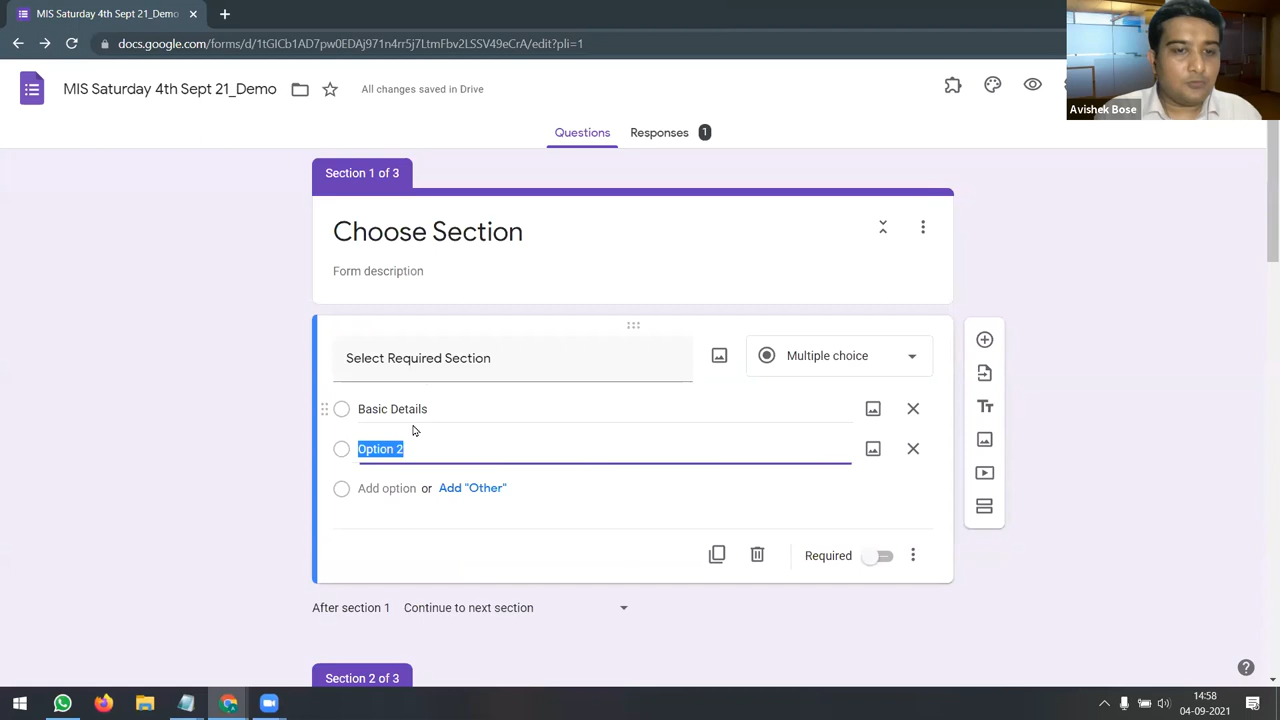 MIS Saturday 4th Sept 21_Demo
docs.google.com/forms/d/1tGICb1AD7pw0EDAj971n4rr5j7LtmFbv2LSSV49eCrA/edit?pli=1
Avishek Bose
MIS Saturday 4th Sept 21_Demo
All changes saved in Drive
Questions
Responses 1
Section 1 of 3
Choose Section
Form description
Select Required Section
Multiple choice
Basic Details
Option 2
Add option or Add "Other"
Required
After section 1 Continue to next section
Section 2 of 3
14:58
04-09-2021